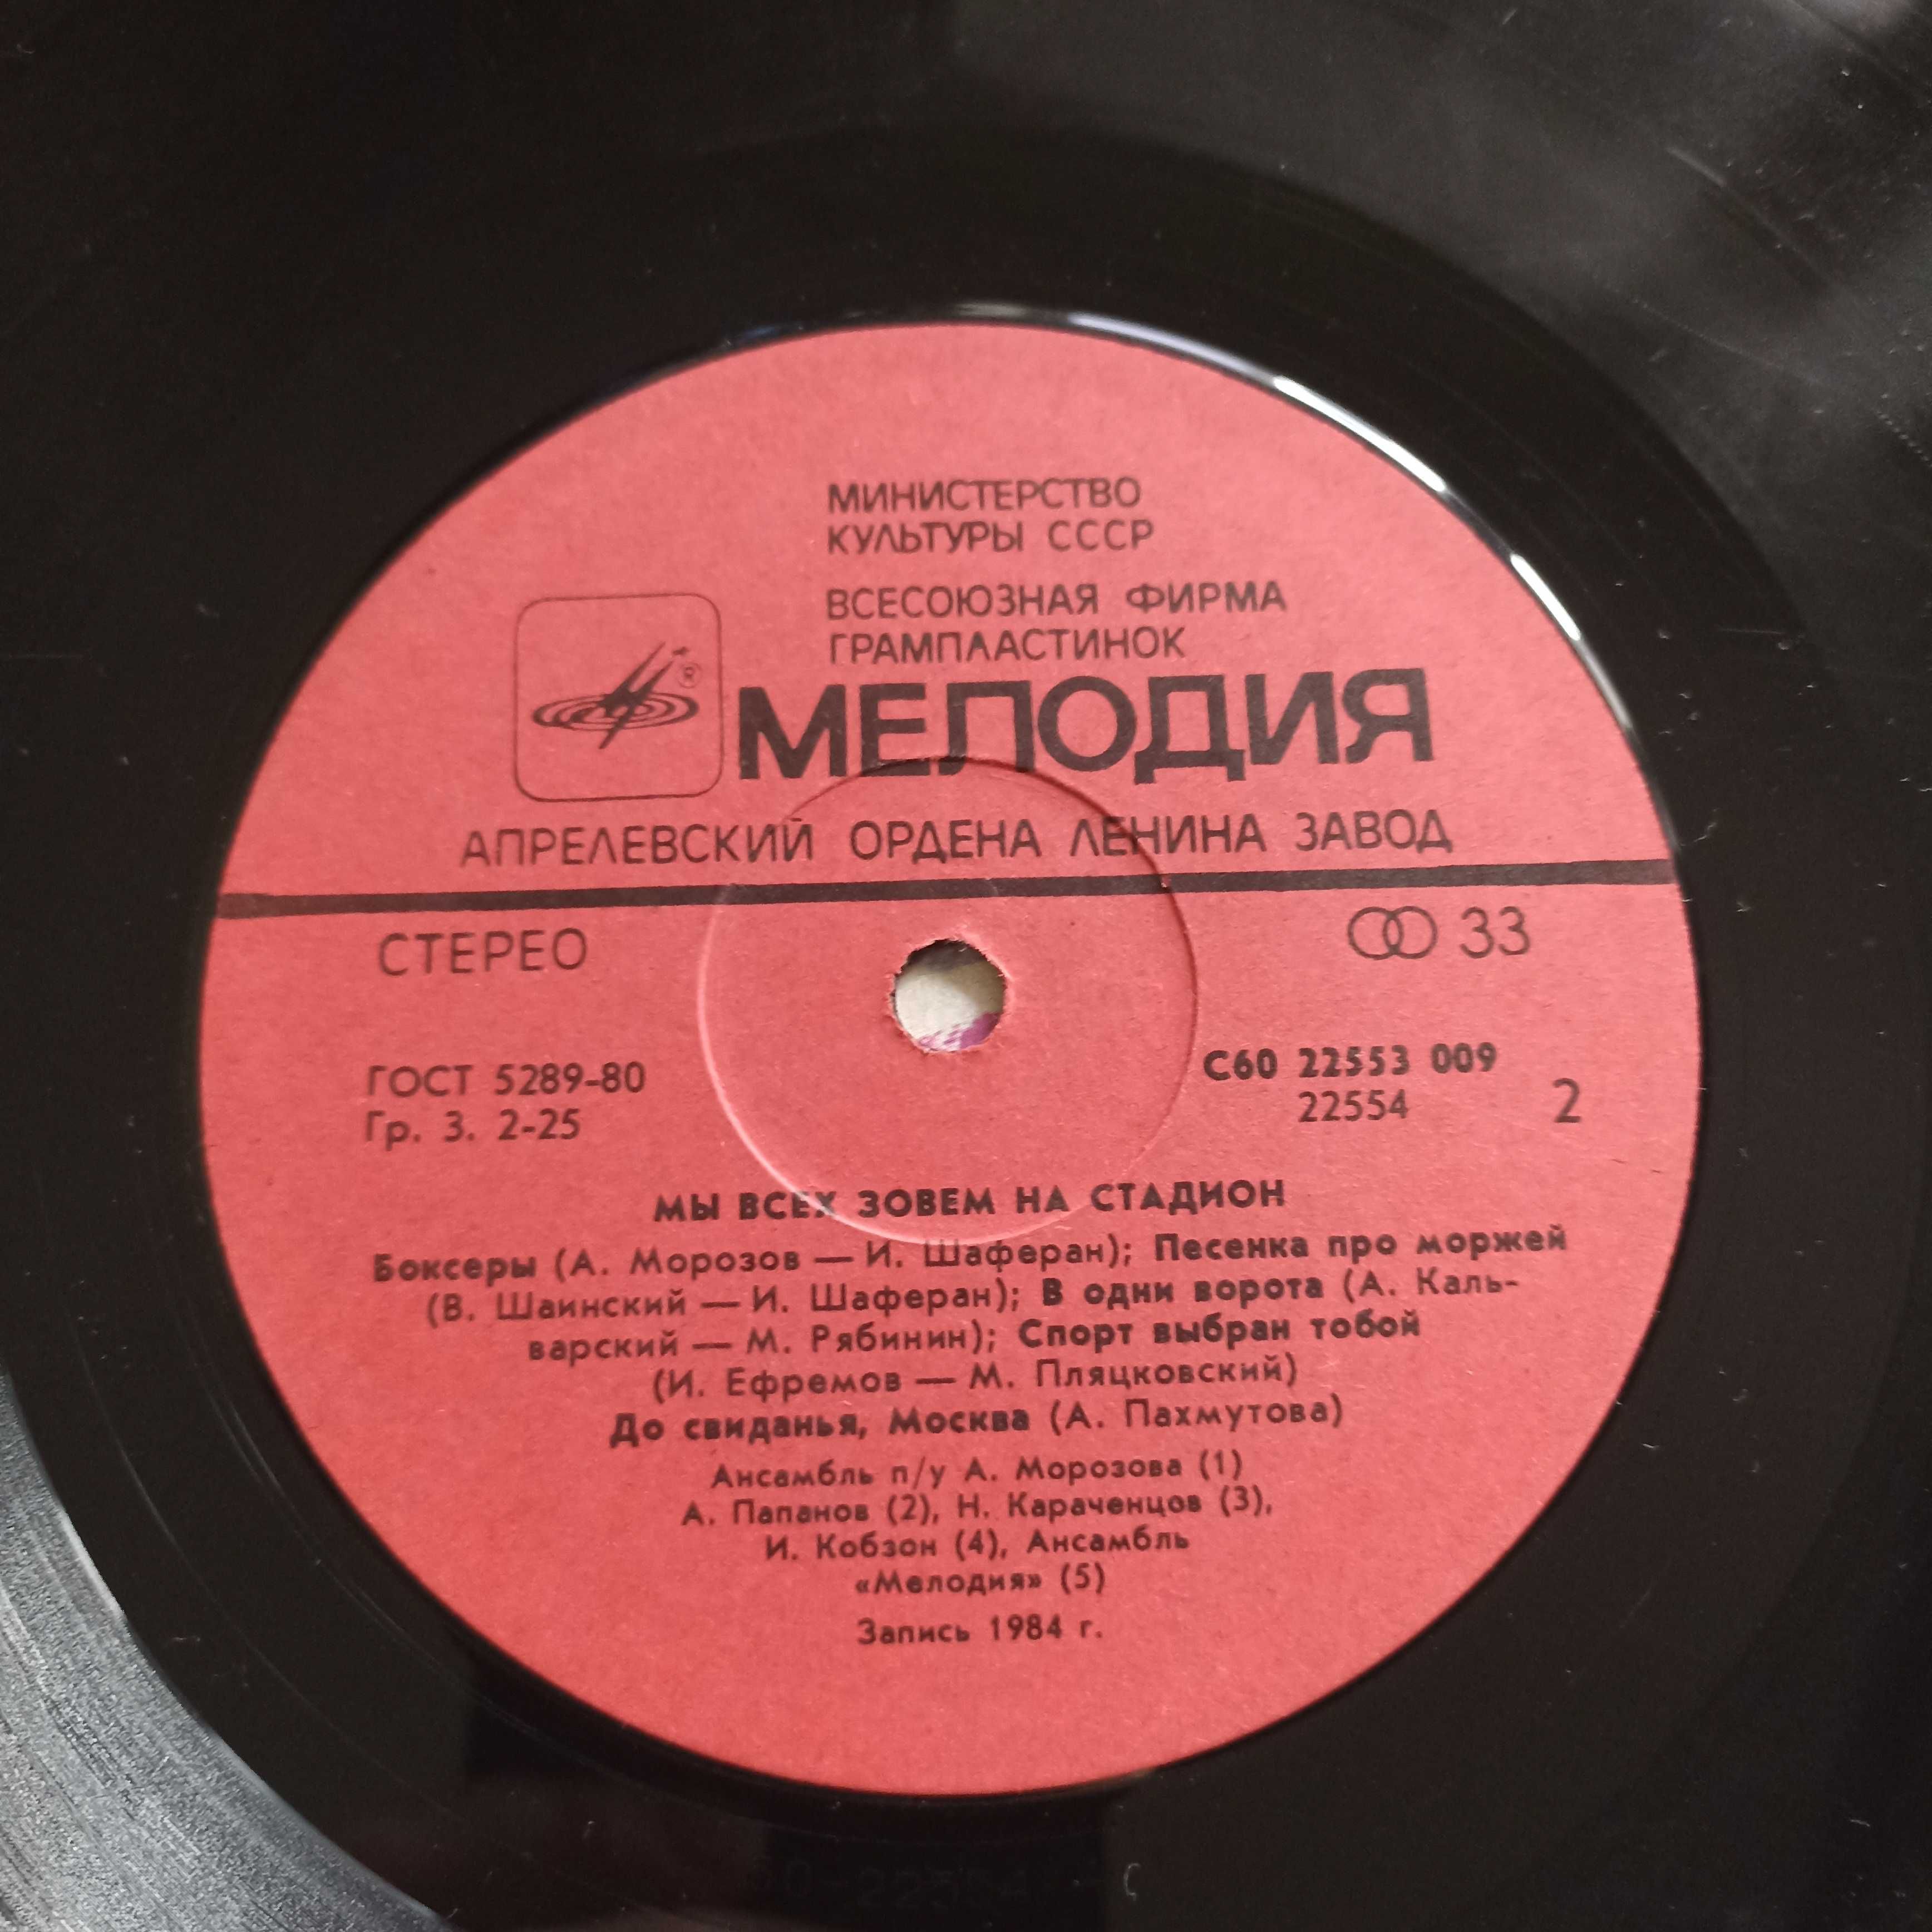 МИНИСТЕРСТВО
КУЛЬТУРЫ СССР
ВСЕСОЮЗНАЯ ФИРМА
ГРАМПЛАСТИНОК
®
МЕЛОДИЯ
АПРЕЛЕВСКИЙ ОРДЕНА ЛЕНИНА ЗАВОД
СТЕРЕО
33
ГОСТ 5289-80
Гр. 3. 2-25
С60 22553 009
22554
2
МЫ ВСЕХ ЗОВЕМ НА СТАДИОН
Боксеры (А. Морозов — И. Шаферан); Песенка про моржей
(В. Шаинский — И. Шаферан); В одни ворота (А. Каль-
варский — М. Рябинин); Спорт выбран тобой
(И. Ефремов — М. Пляцковский)
До свиданья, Москва (А. Пахмутова)
Ансамбль п/у А. Морозова (1)
А. Папанов (2), Н. Караченцов (3),
И. Кобзон (4), Ансамбль
«Мелодия» (5)
Запись 1984 г.